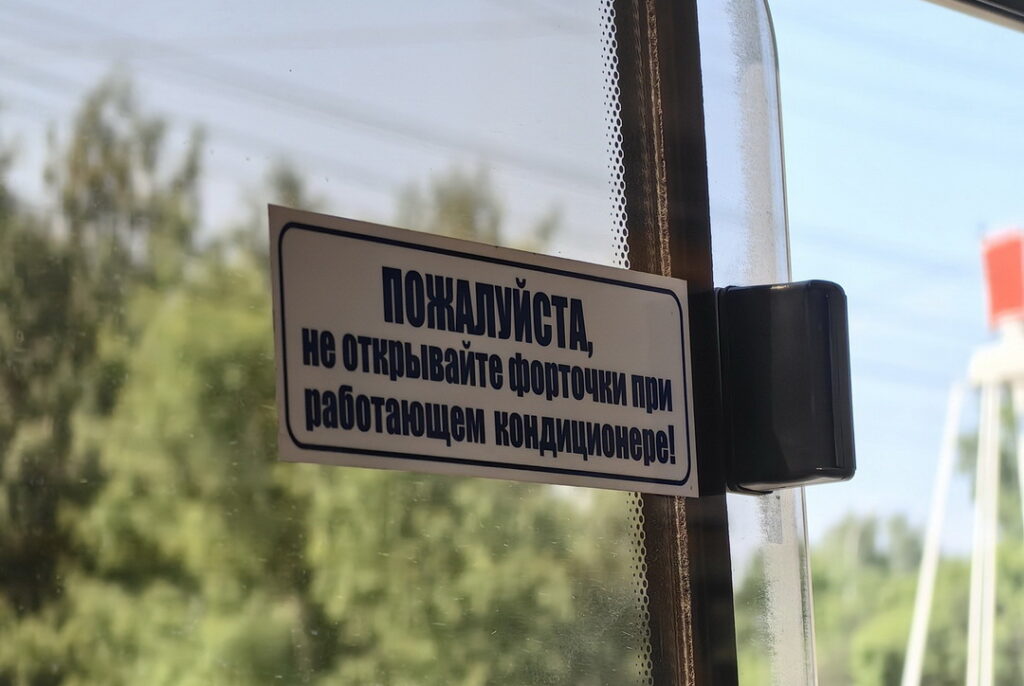 ПОЖАЛУЙСТА,
не открывайте форточки при
работающем кондиционере!